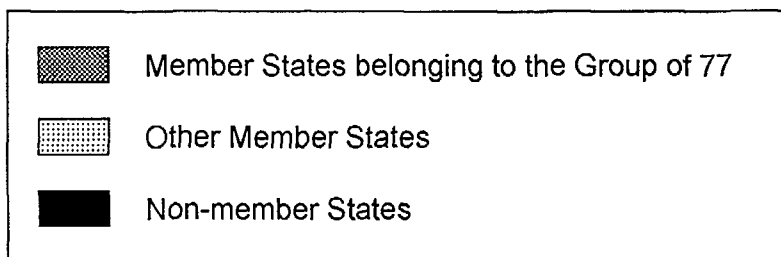 Member States belonging to the Group of 77
Other Member States
Non-member States